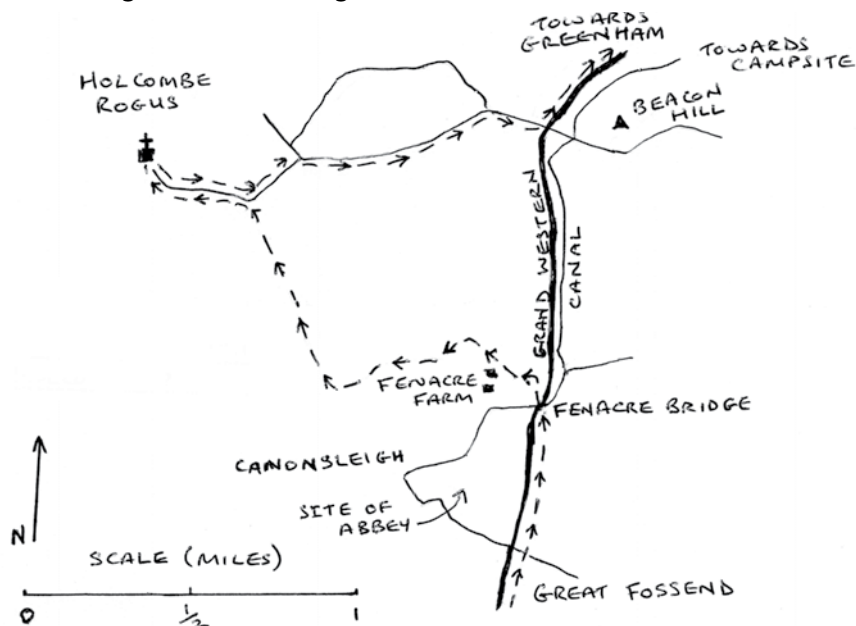 TOWARDS
GREENHAM
TOWARDS
CAMPSITE
HOLCOMBE
ROGUS
BEACON
HILL
GRAND WESTERN
CANAL
FENACRE
FARM
FENACRE BRIDGE
CANONSLEIGH
SITE OF
ABBEY
N
SCALE (MILES)
GREAT FOSSEND
0
1/2
1